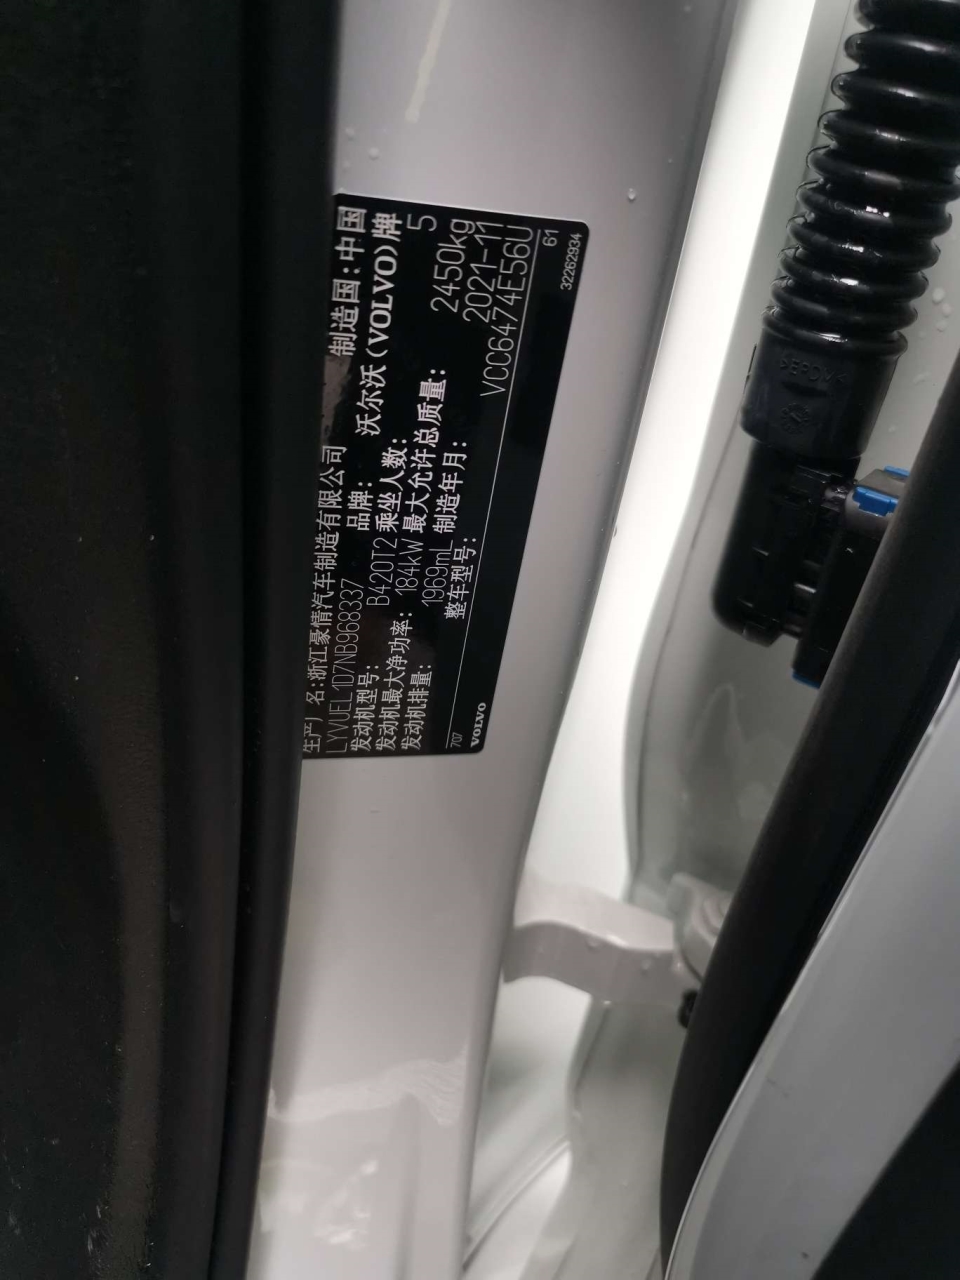 生产厂名:浙江豪情汽车制造有限公司 制造国:中国
LYVUEL1D7NB968337 品牌: 沃尔沃(VOLVO)牌
发动机型号: B420T2 乘坐人数: 5
发动机最大净功率: 184kW 最大允许总质量: 2450kg
发动机排量: 1969mL 制造年月: 2021-11
整车型号: VCC6474E56U
707 61
VOLVO 32262934